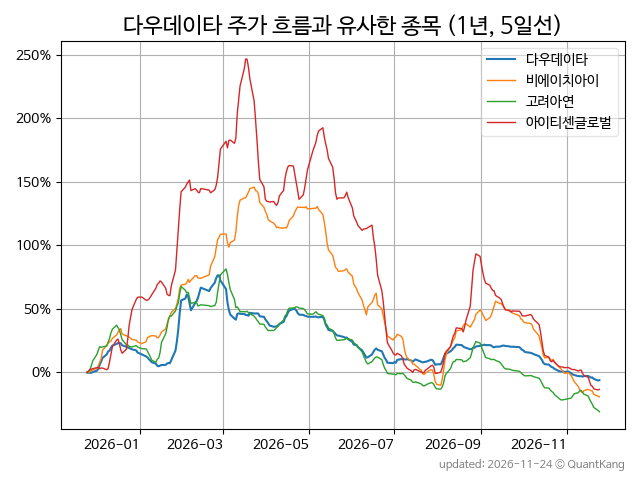 다우데이타 주가 흐름과 유사한 종목 (1년, 5일선)
250%
200%
150%
100%
50%
0%
다우데이타
비에이치아이
고려아연
아이티센글로벌
2026-01
2026-03
2026-05
2026-07
2026-09
2026-11
updated: 2026-11-24 © QuantKang